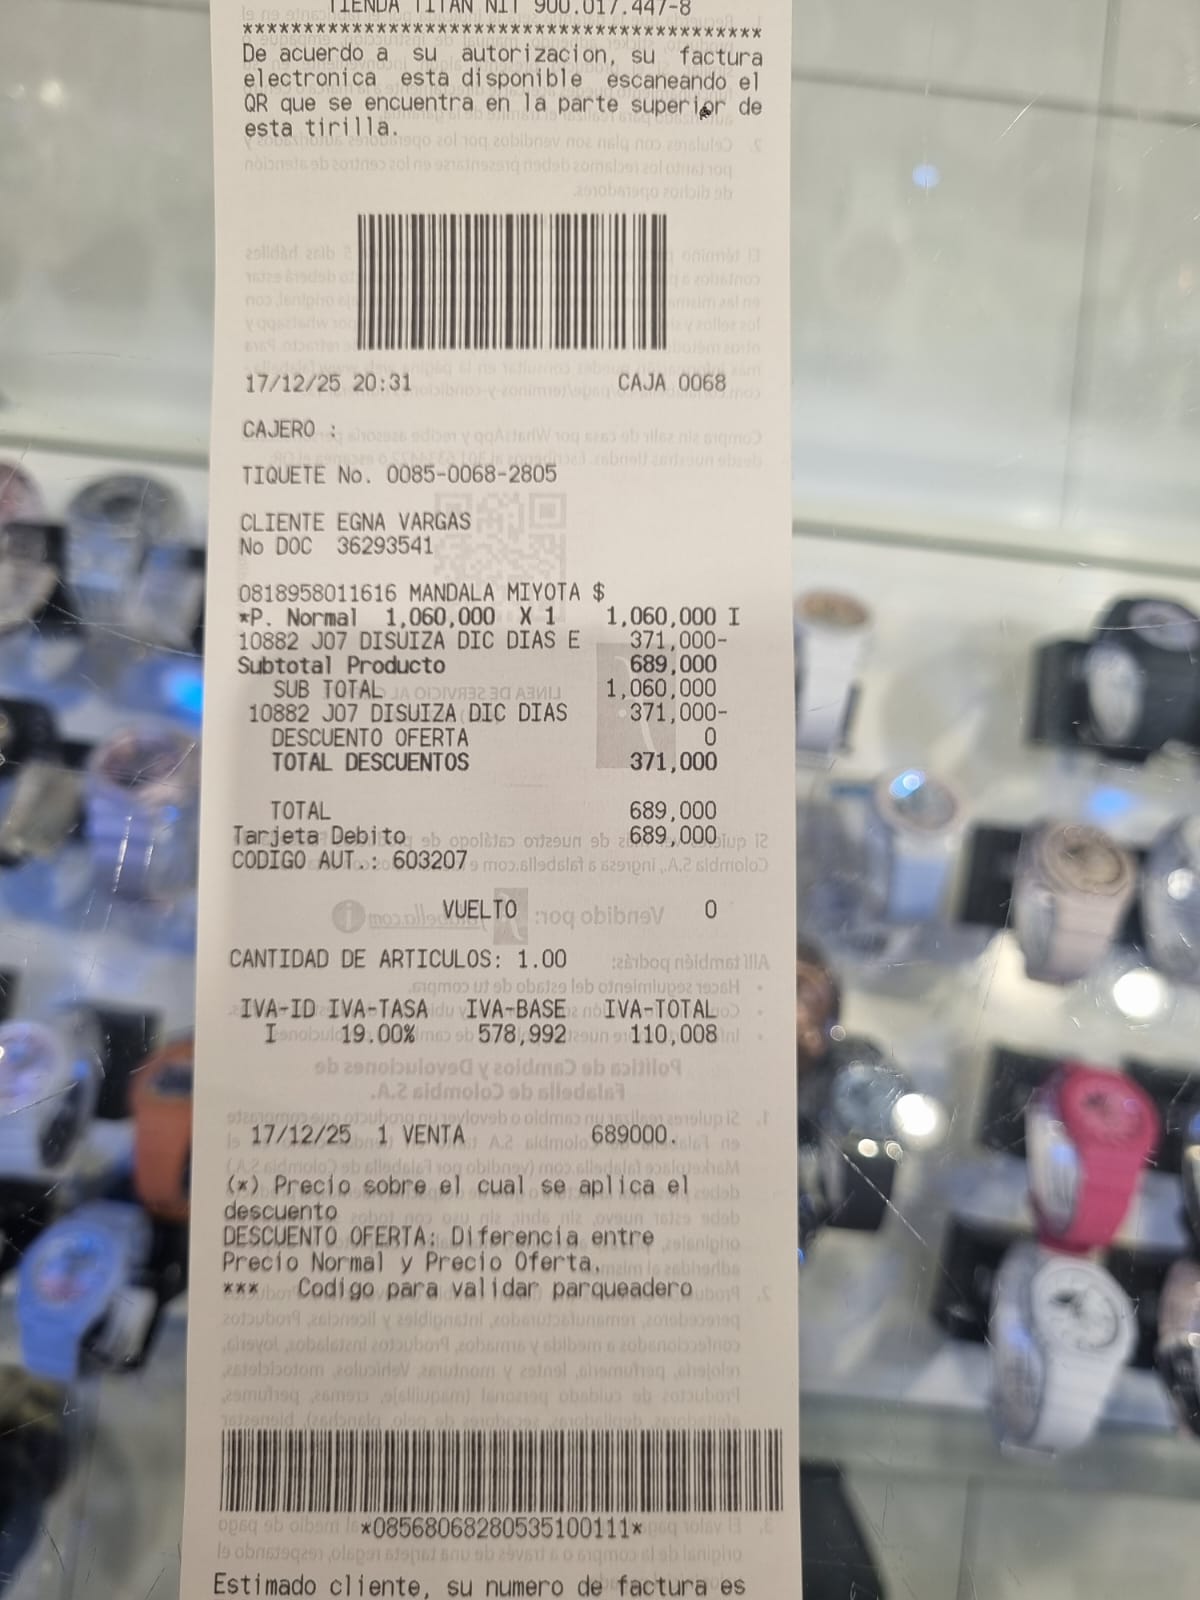 TIENDA TITAN NIT 900.017.447-8
*******************************************
De acuerdo a su autorizacion, su factura
electronica esta disponible escaneando el
QR que se encuentra en la parte superior de
esta tirilla.
17/12/25 20:31 CAJA 0068
CAJERO :
TIQUETE No. 0085-0068-2805
CLIENTE EGNA VARGAS
No DOC 36293541
0818958011616 MANDALA MIYOTA $
*P. Normal 1,060,000 X 1 1,060,000 I
10882 J07 DISUIZA DIC DIAS E 371,000-
Subtotal Producto 689,000
SUB TOTAL 1,060,000
10882 J07 DISUIZA DIC DIAS 371,000-
DESCUENTO OFERTA 0
TOTAL DESCUENTOS 371,000
TOTAL 689,000
Tarjeta Debito 689,000
CODIGO AUT.: 603207
VUELTO 0
CANTIDAD DE ARTICULOS: 1.00
IVA-ID IVA-TASA IVA-BASE IVA-TOTAL
I 19.00% 578,992 110,008
17/12/25 1 VENTA 689000.
(*) Precio sobre el cual se aplica el
descuento
DESCUENTO OFERTA: Diferencia entre
Precio Normal y Precio Oferta.
*** Codigo para validar parqueadero
*08568068280535100111*
Estimado cliente, su numero de factura es